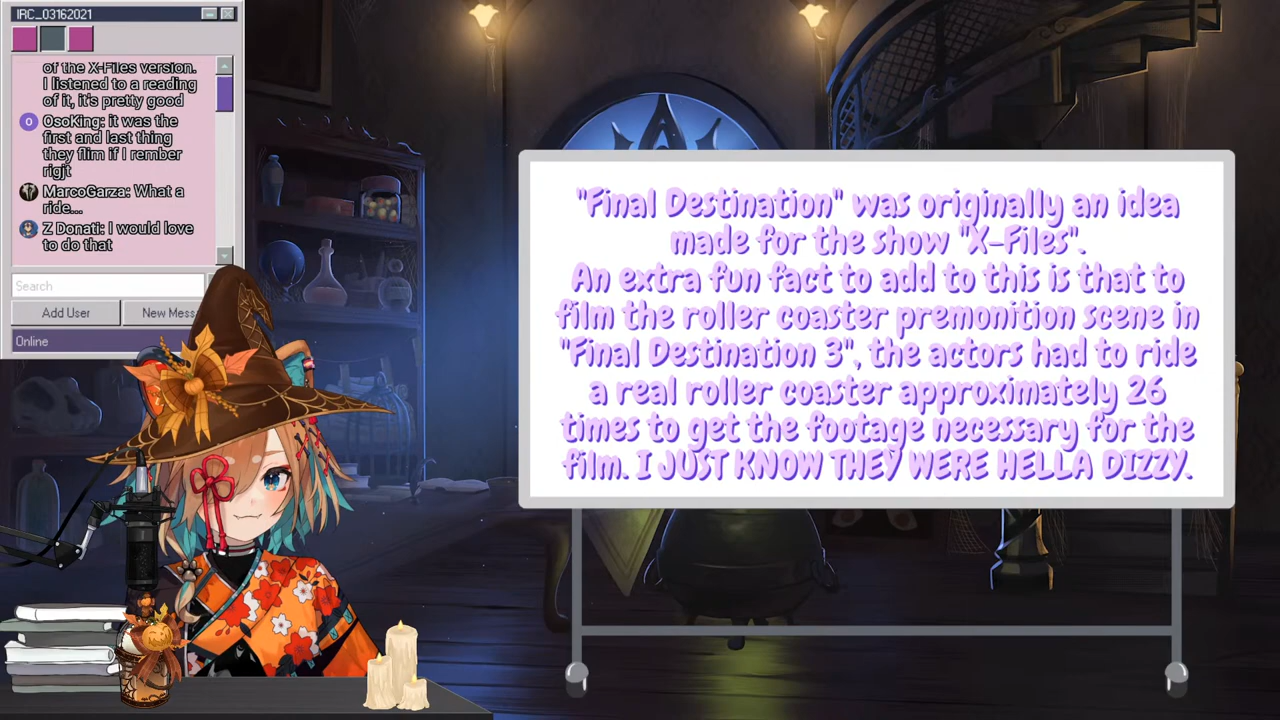 IRC_03162021
of the X-Files version.
I listened to a reading
of it, it's pretty good
O OsoKing: it was the
first and last thing
they flim if I rember
rigjt
MarcoGarza: What a
ride...
Z Donati: I would love
to do that
Search
Add User
New Mess
Online
"Final Destination" was originally an idea
made for the show "X-Files".
An extra fun fact to add to this is that to
film the roller coaster premonition scene in
"Final Destination 3", the actors had to ride
a real roller coaster approximately 26
times to get the footage necessary for the
film. I JUST KNOW THEY WERE HELLA DIZZY.